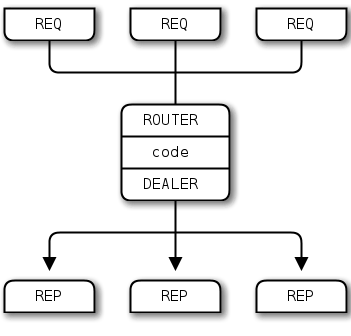 REQ REQ REQ
ROUTER
code
DEALER
REP REP REP